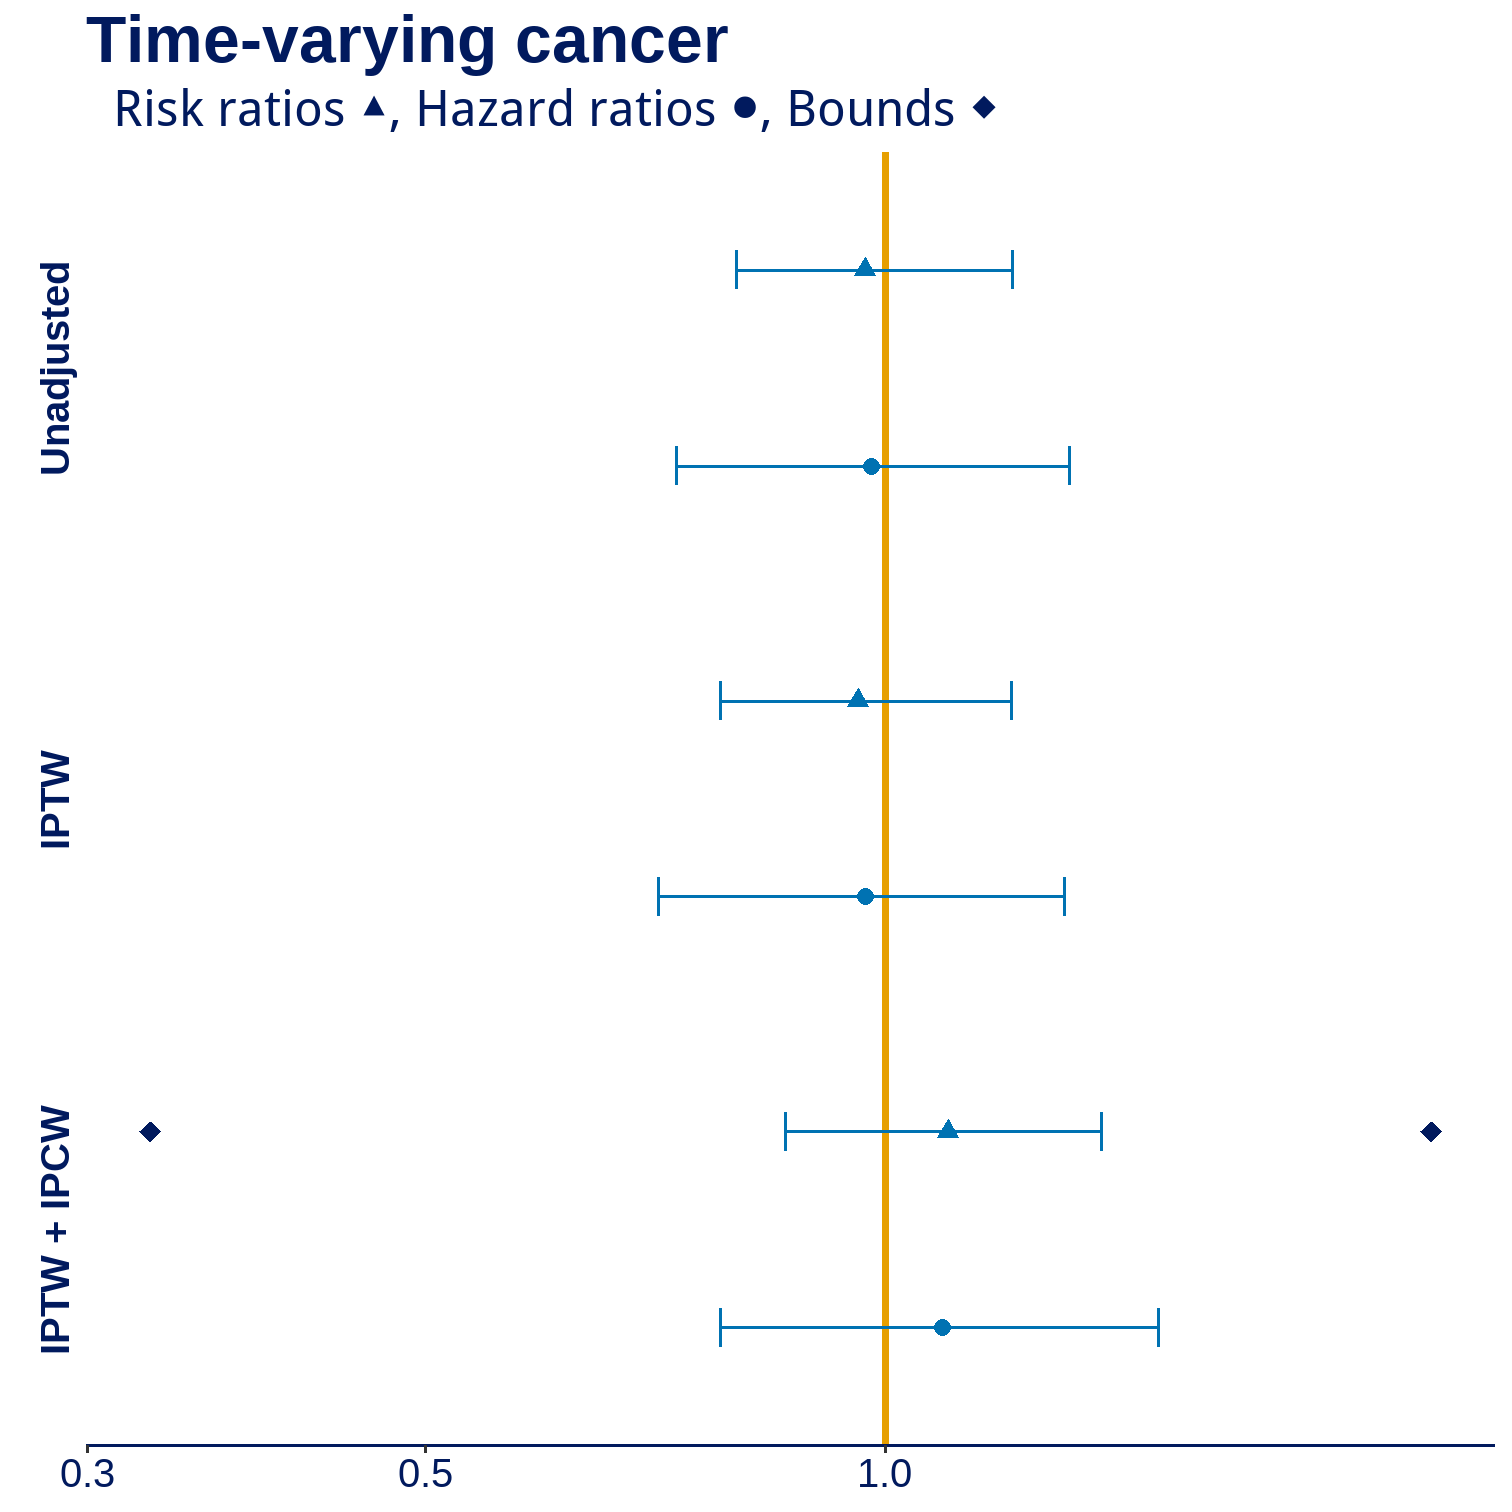 Time-varying cancer
Risk ratios ▲, Hazard ratios ●, Bounds ◆
Unadjusted
IPTW
IPTW + IPCW
0.3 0.5 1.0